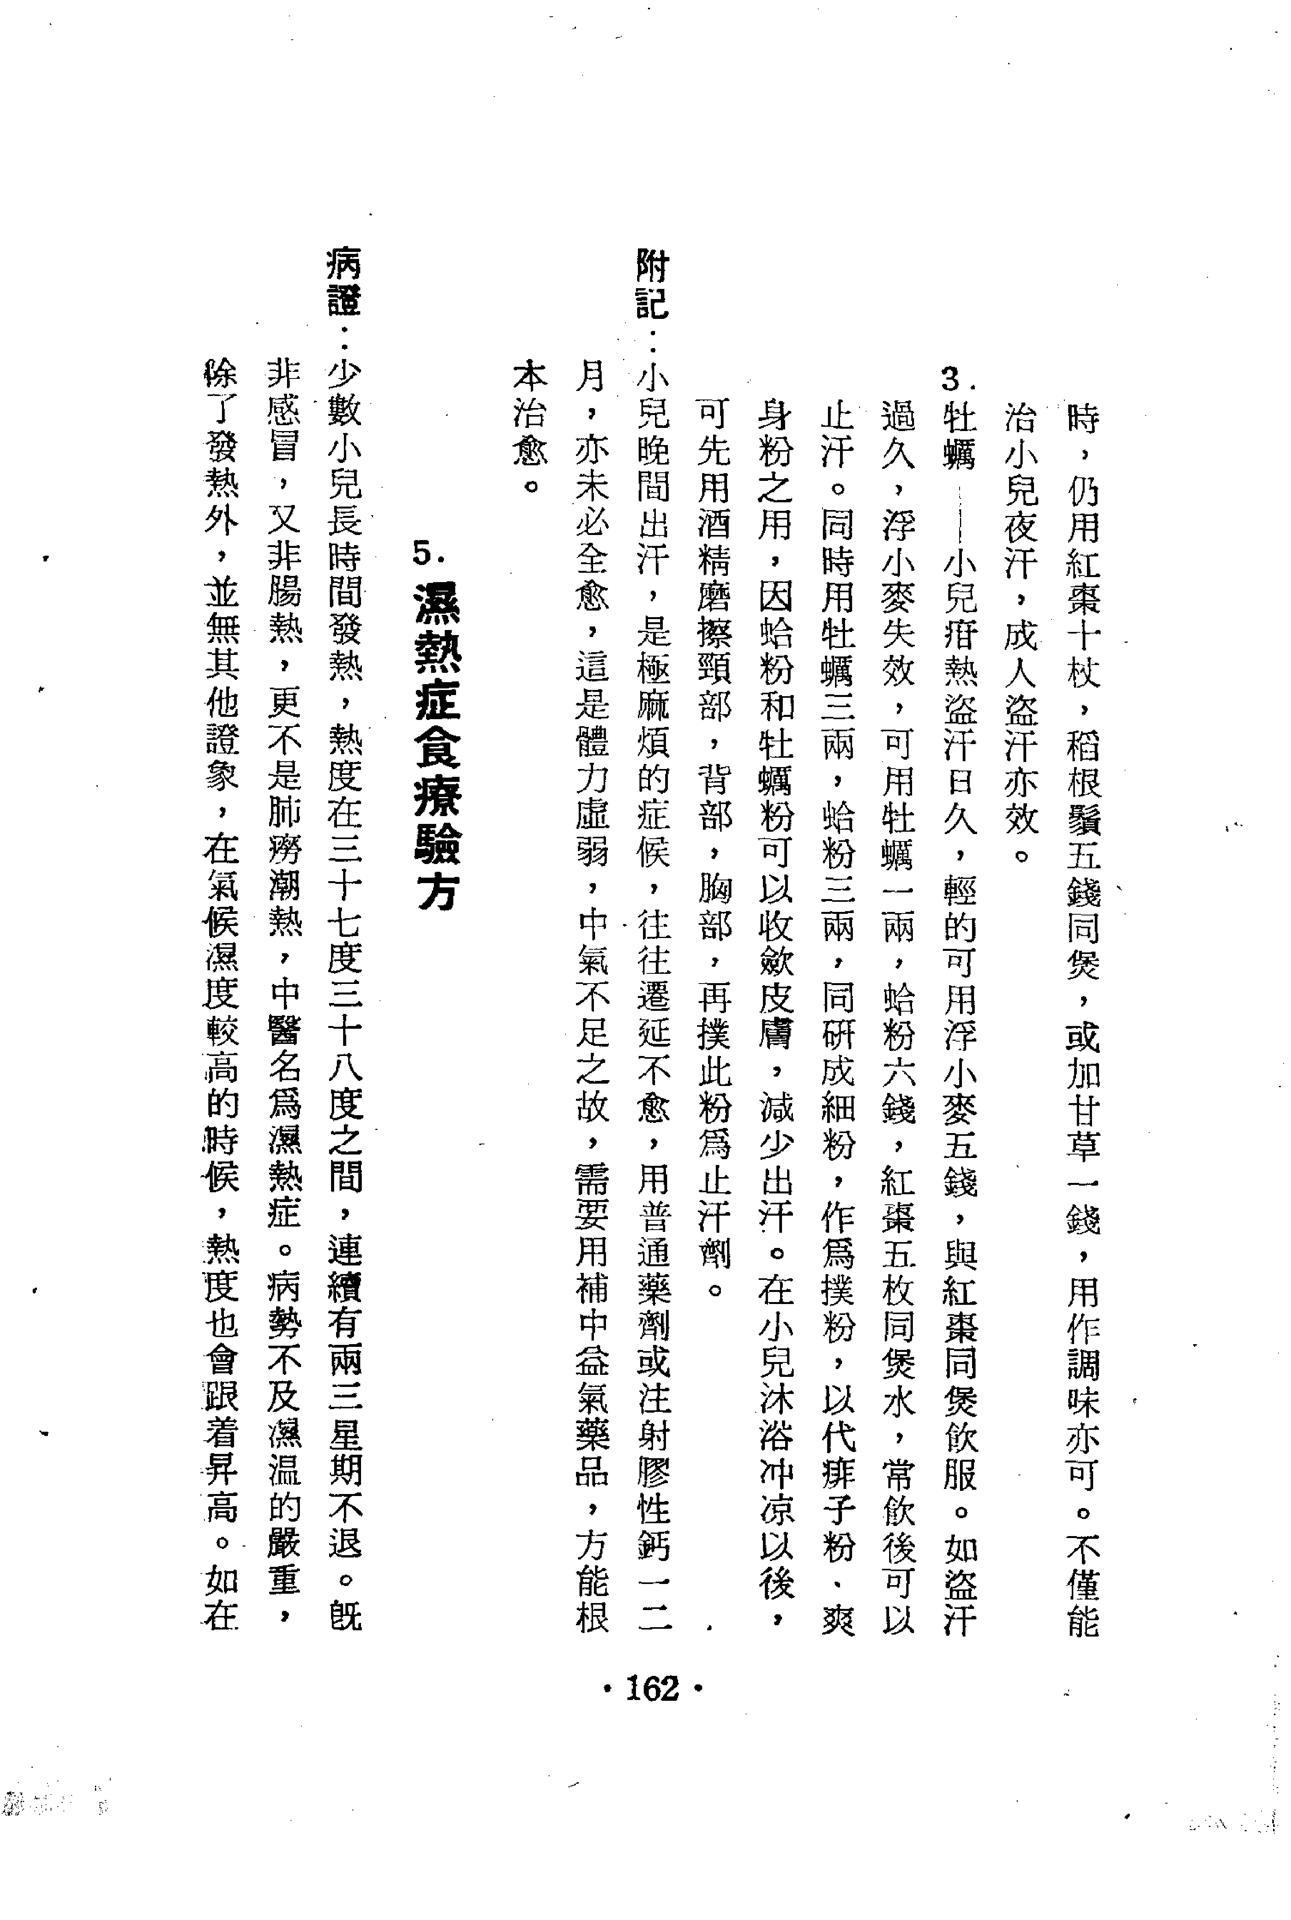 時，仍用紅棗十杖，稻根鬚五錢同煲，或加甘草一錢，用作調味亦可。不僅能
治小兒夜汗，成人盜汗亦效。
3.牡蠣——小兒疳熱盜汗日久，輕的可用浮小麥五錢，與紅棗同煲飲服。如盜汗
過久，浮小麥失效，可用牡蠣一兩，蛤粉六錢，紅棗五枚同煲水，常飲後可以
止汗。同時用牡蠣三兩，蛤粉三兩，同研成細粉，作爲撲粉，以代痱子粉、爽
身粉之用，因蛤粉和牡蠣粉可以收歛皮膚，減少出汗。在小兒沐浴冲凉以後，
可先用酒精磨擦頸部，背部，胸部，再撲此粉爲止汗劑。
附記：小兒晚間出汗，是極麻煩的症候，往往遷延不愈，用普通藥劑或注射膠性鈣一二
月，亦未必全愈，這是體力虛弱，中氣不足之故，需要用補中益氣藥品，方能根
本治愈。
5.濕熱症食療驗方
病證：少數小兒長時間發熱，熱度在三十七度三十八度之間，連續有兩三星期不退。旣
非感冒，又非腸熱，更不是肺癆潮熱，中醫名爲濕熱症。病勢不及濕温的嚴重，
除了發熱外，並無其他證象，在氣候濕度較高的時候，熱度也會跟着昇高。如在
·162·